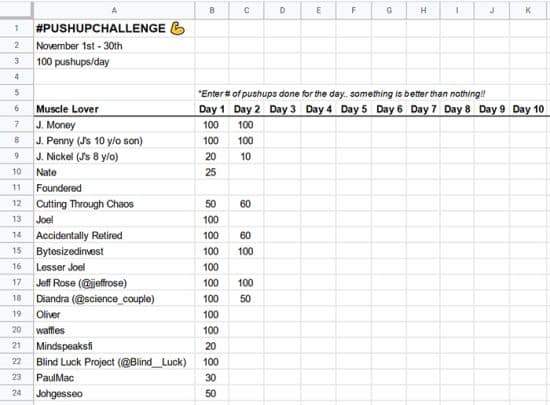 A B C D E F G H I J K
1 #PUSHUPCHALLENGE 💪
2 November 1st - 30th
3 100 pushups/day
4
5 *Enter # of pushups done for the day.. something is better than nothing!!
6 Muscle Lover Day 1 Day 2 Day 3 Day 4 Day 5 Day 6 Day 7 Day 8 Day 9 Day 10
7 J. Money 100 100
8 J. Penny (J's 10 y/o son) 100 100
9 J. Nickel (J's 8 y/o) 20 10
10 Nate 25
11 Foundered
12 Cutting Through Chaos 50 60
13 Joel 100
14 Accidentally Retired 100 60
15 Bytesizedinvest 100 100
16 Lesser Joel 100
17 Jeff Rose (@jjeffrose) 100 100
18 Diandra (@science_couple) 100 50
19 Oliver 100
20 waffles 100
21 Mindspeaksfi 20
22 Blind Luck Project (@Blind__Luck) 100
23 PaulMac 30
24 Johgesseo 50